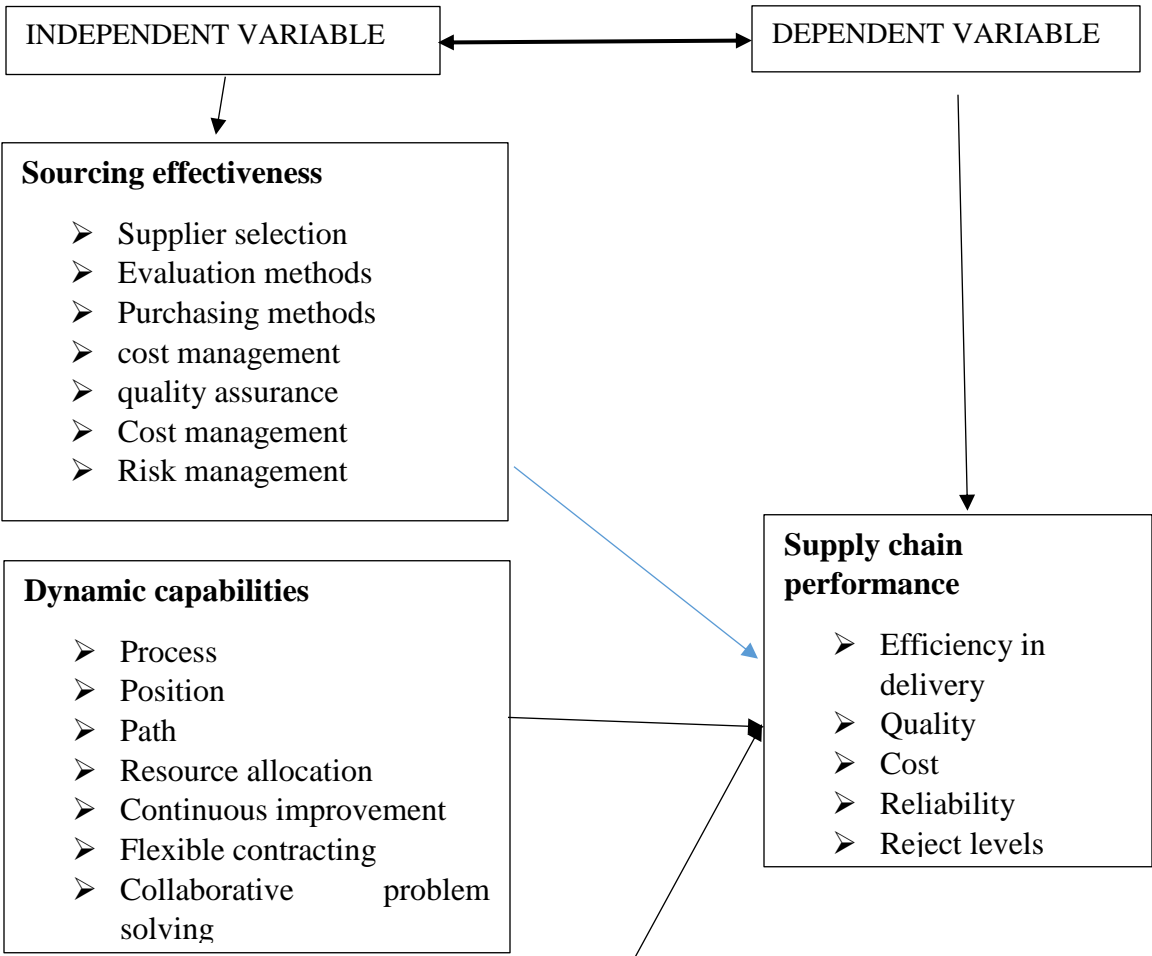 INDEPENDENT VARIABLE
DEPENDENT VARIABLE
Sourcing effectiveness
➢ Supplier selection
➢ Evaluation methods
➢ Purchasing methods
➢ cost management
➢ quality assurance
➢ Cost management
➢ Risk management
Dynamic capabilities
➢ Process
➢ Position
➢ Path
➢ Resource allocation
➢ Continuous improvement
➢ Flexible contracting
➢ Collaborative problem
solving
Supply chain
performance
➢ Efficiency in
delivery
➢ Quality
➢ Cost
➢ Reliability
➢ Reject levels